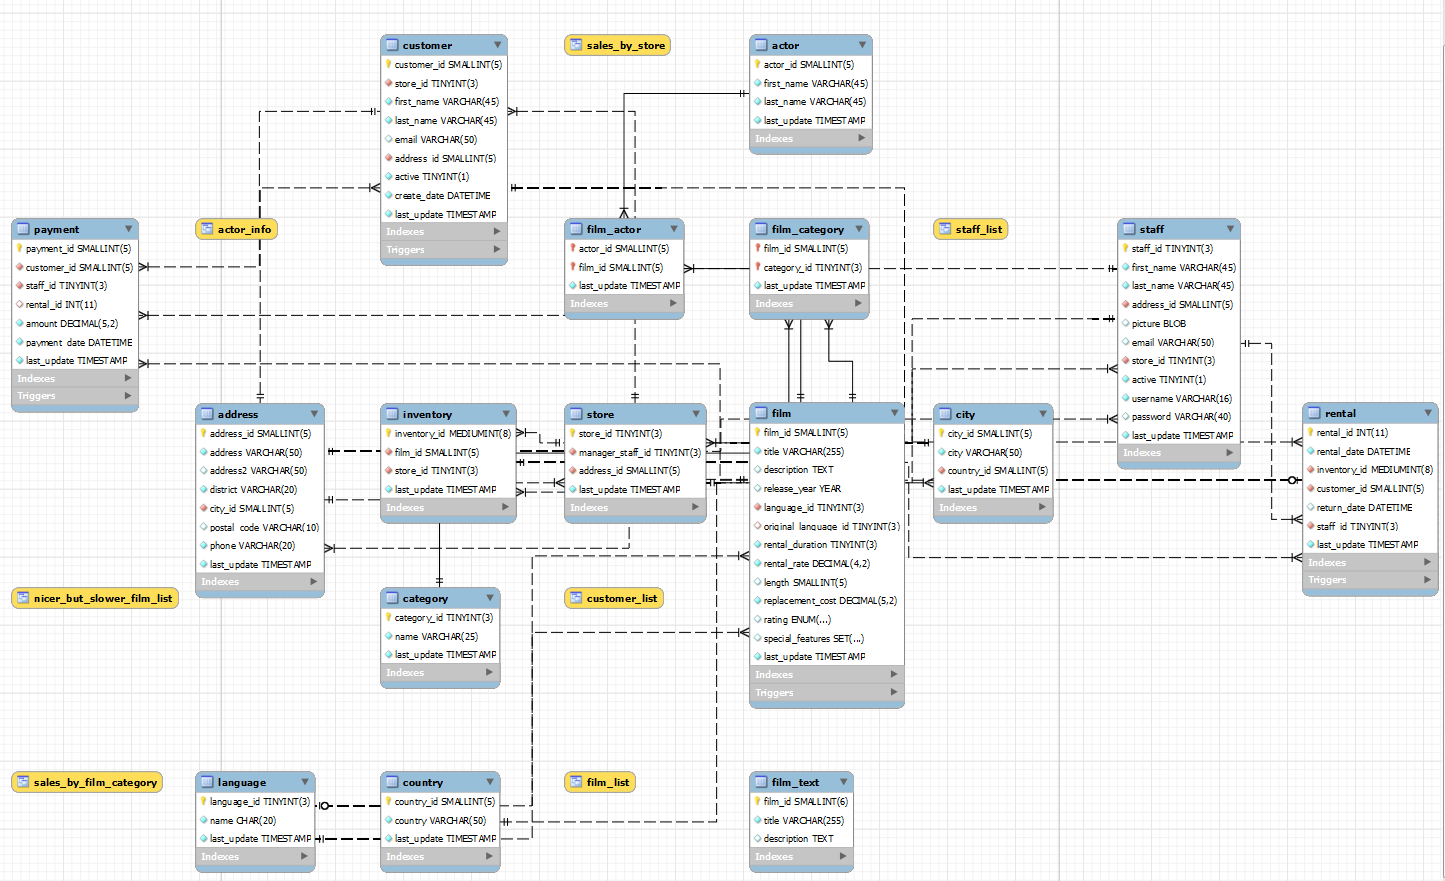 customer
customer_id SMALLINT(5)
store_id TINYINT(3)
first_name VARCHAR(45)
last_name VARCHAR(45)
email VARCHAR(50)
address_id SMALLINT(5)
active TINYINT(1)
create_date DATETIME
last_update TIMESTAMP
Indexes
Triggers
sales_by_store
actor
actor_id SMALLINT(5)
first_name VARCHAR(45)
last_name VARCHAR(45)
last_update TIMESTAMP
Indexes
payment
payment_id SMALLINT(5)
customer_id SMALLINT(5)
staff_id TINYINT(3)
rental_id INT(11)
amount DECIMAL(5,2)
payment_date DATETIME
last_update TIMESTAMP
Indexes
Triggers
actor_info
film_actor
actor_id SMALLINT(5)
film_id SMALLINT(5)
last_update TIMESTAMP
Indexes
film_category
film_id SMALLINT(5)
category_id TINYINT(3)
last_update TIMESTAMP
Indexes
staff_list
staff
staff_id TINYINT(3)
first_name VARCHAR(45)
last_name VARCHAR(45)
address_id SMALLINT(5)
picture BLOB
email VARCHAR(50)
store_id TINYINT(3)
active TINYINT(1)
username VARCHAR(16)
password VARCHAR(40)
last_update TIMESTAMP
Indexes
address
address_id SMALLINT(5)
address VARCHAR(50)
address2 VARCHAR(50)
district VARCHAR(20)
city_id SMALLINT(5)
postal_code VARCHAR(10)
phone VARCHAR(20)
last_update TIMESTAMP
Indexes
inventory
inventory_id MEDIUMINT(8)
film_id SMALLINT(5)
store_id TINYINT(3)
last_update TIMESTAMP
Indexes
store
store_id TINYINT(3)
manager_staff_id TINYINT(3)
address_id SMALLINT(5)
last_update TIMESTAMP
Indexes
film
film_id SMALLINT(5)
title VARCHAR(255)
description TEXT
release_year YEAR
language_id TINYINT(3)
original_language_id TINYINT(3)
rental_duration TINYINT(3)
rental_rate DECIMAL(4,2)
length SMALLINT(5)
replacement_cost DECIMAL(5,2)
rating ENUM(...)
special_features SET(...)
last_update TIMESTAMP
Indexes
Triggers
city
city_id SMALLINT(5)
city VARCHAR(50)
country_id SMALLINT(5)
last_update TIMESTAMP
Indexes
rental
rental_id INT(11)
rental_date DATETIME
inventory_id MEDIUMINT(8)
customer_id SMALLINT(5)
return_date DATETIME
staff_id TINYINT(3)
last_update TIMESTAMP
Indexes
Triggers
nicer_but_slower_film_list
category
category_id TINYINT(3)
name VARCHAR(25)
last_update TIMESTAMP
Indexes
customer_list
sales_by_film_category
language
language_id TINYINT(3)
name CHAR(20)
last_update TIMESTAMP
Indexes
country
country_id SMALLINT(5)
country VARCHAR(50)
last_update TIMESTAMP
Indexes
film_list
film_text
film_id SMALLINT(6)
title VARCHAR(255)
description TEXT
Indexes